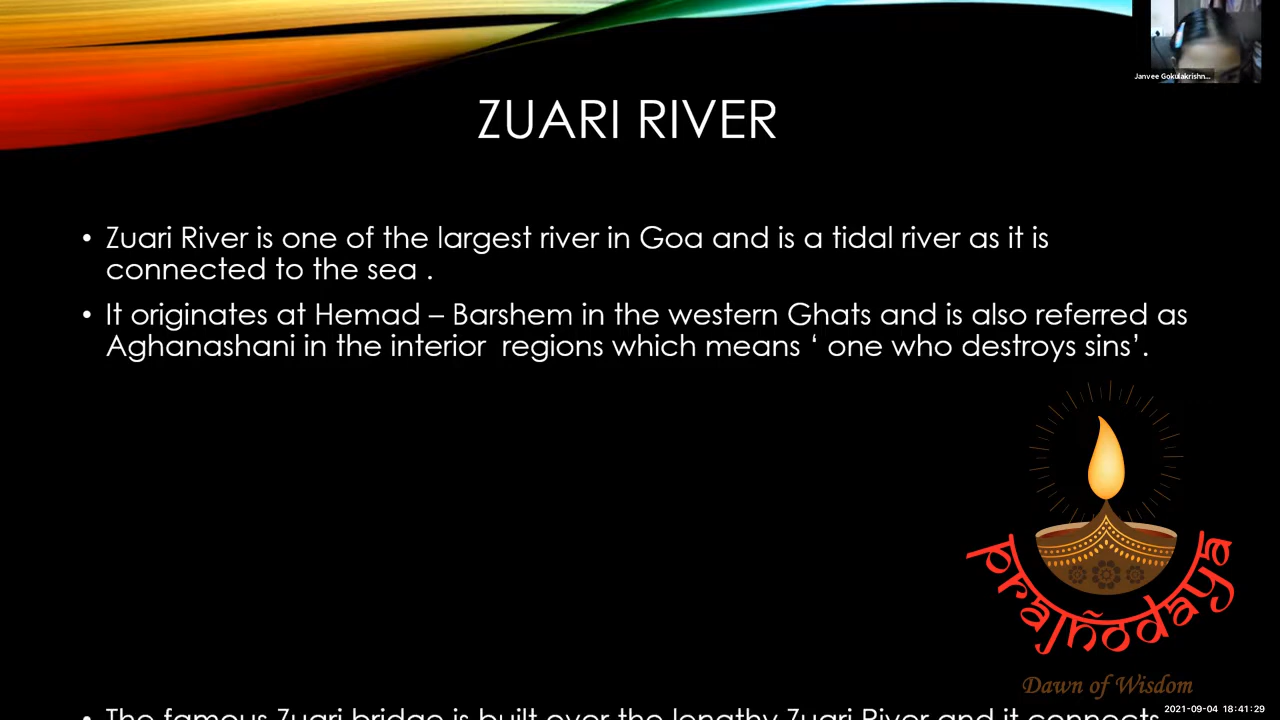 Janvee Gokulakrishn...
ZUARI RIVER
• Zuari River is one of the largest river in Goa and is a tidal river as it is
connected to the sea .
• It originates at Hemad – Barshem in the western Ghats and is also referred as
Aghanashani in the interior  regions which means ‘ one who destroys sins’.
prajñodaya
Dawn of Wisdom
• The famous Zuari bridge is built over the lengthy Zuari River and it connects
2021-09-04 18:41:29